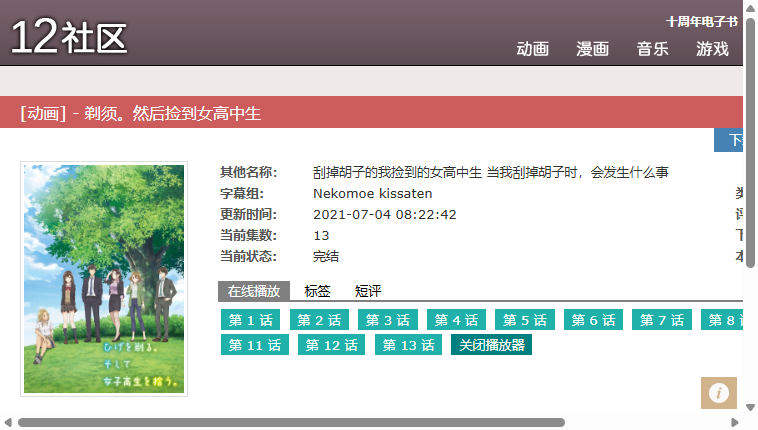 12社区
十周年电子书
动画 漫画 音乐 游戏
[动画] - 剃须。然后捡到女高中生
其他名称: 刮掉胡子的我捡到的女高中生 当我刮掉胡子时，会发生什么事
字幕组: Nekomoe kissaten
更新时间: 2021-07-04 08:22:42
当前集数: 13
当前状态: 完结
在线播放 标签 短评
第 1 话 第 2 话 第 3 话 第 4 话 第 5 话 第 6 话 第 7 话 第 8
第 11 话 第 12 话 第 13 话 关闭播放器
ひげを剃る。
そして
女子高生を拾う。